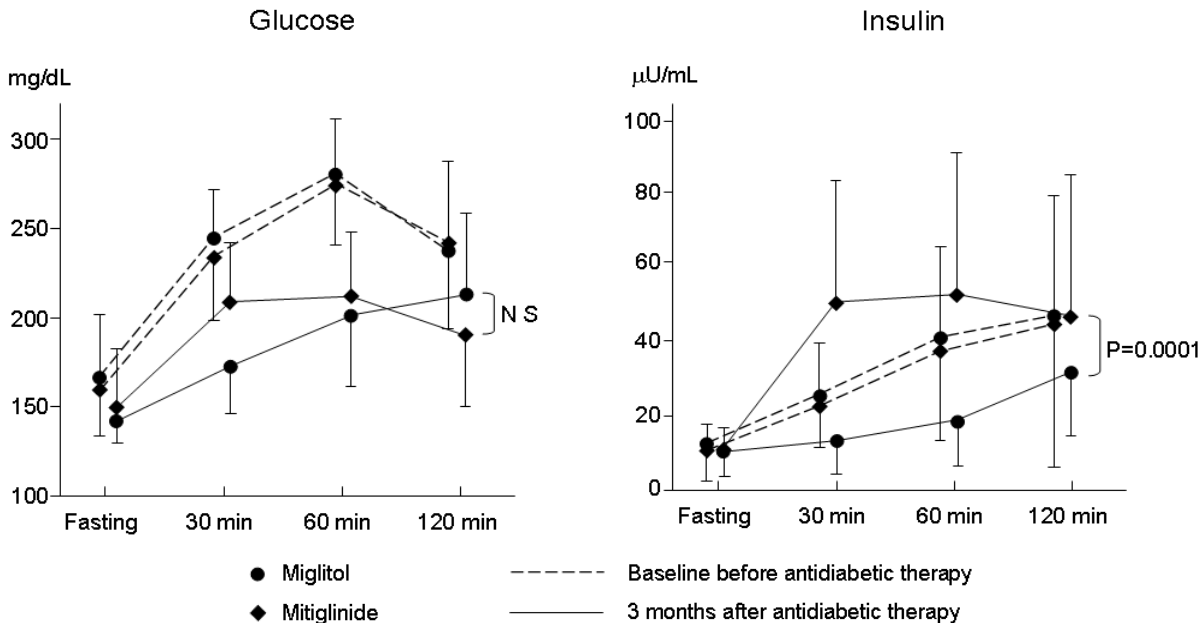 Glucose
mg/dL
300
250
200
150
100
N S
Fasting
30 min
60 min
120 min
Insulin
μU/mL
100
80
60
40
20
0
P=0.0001
Fasting
30 min
60 min
120 min
Miglitol
Baseline before antidiabetic therapy
Mitiglinide
3 months after antidiabetic therapy